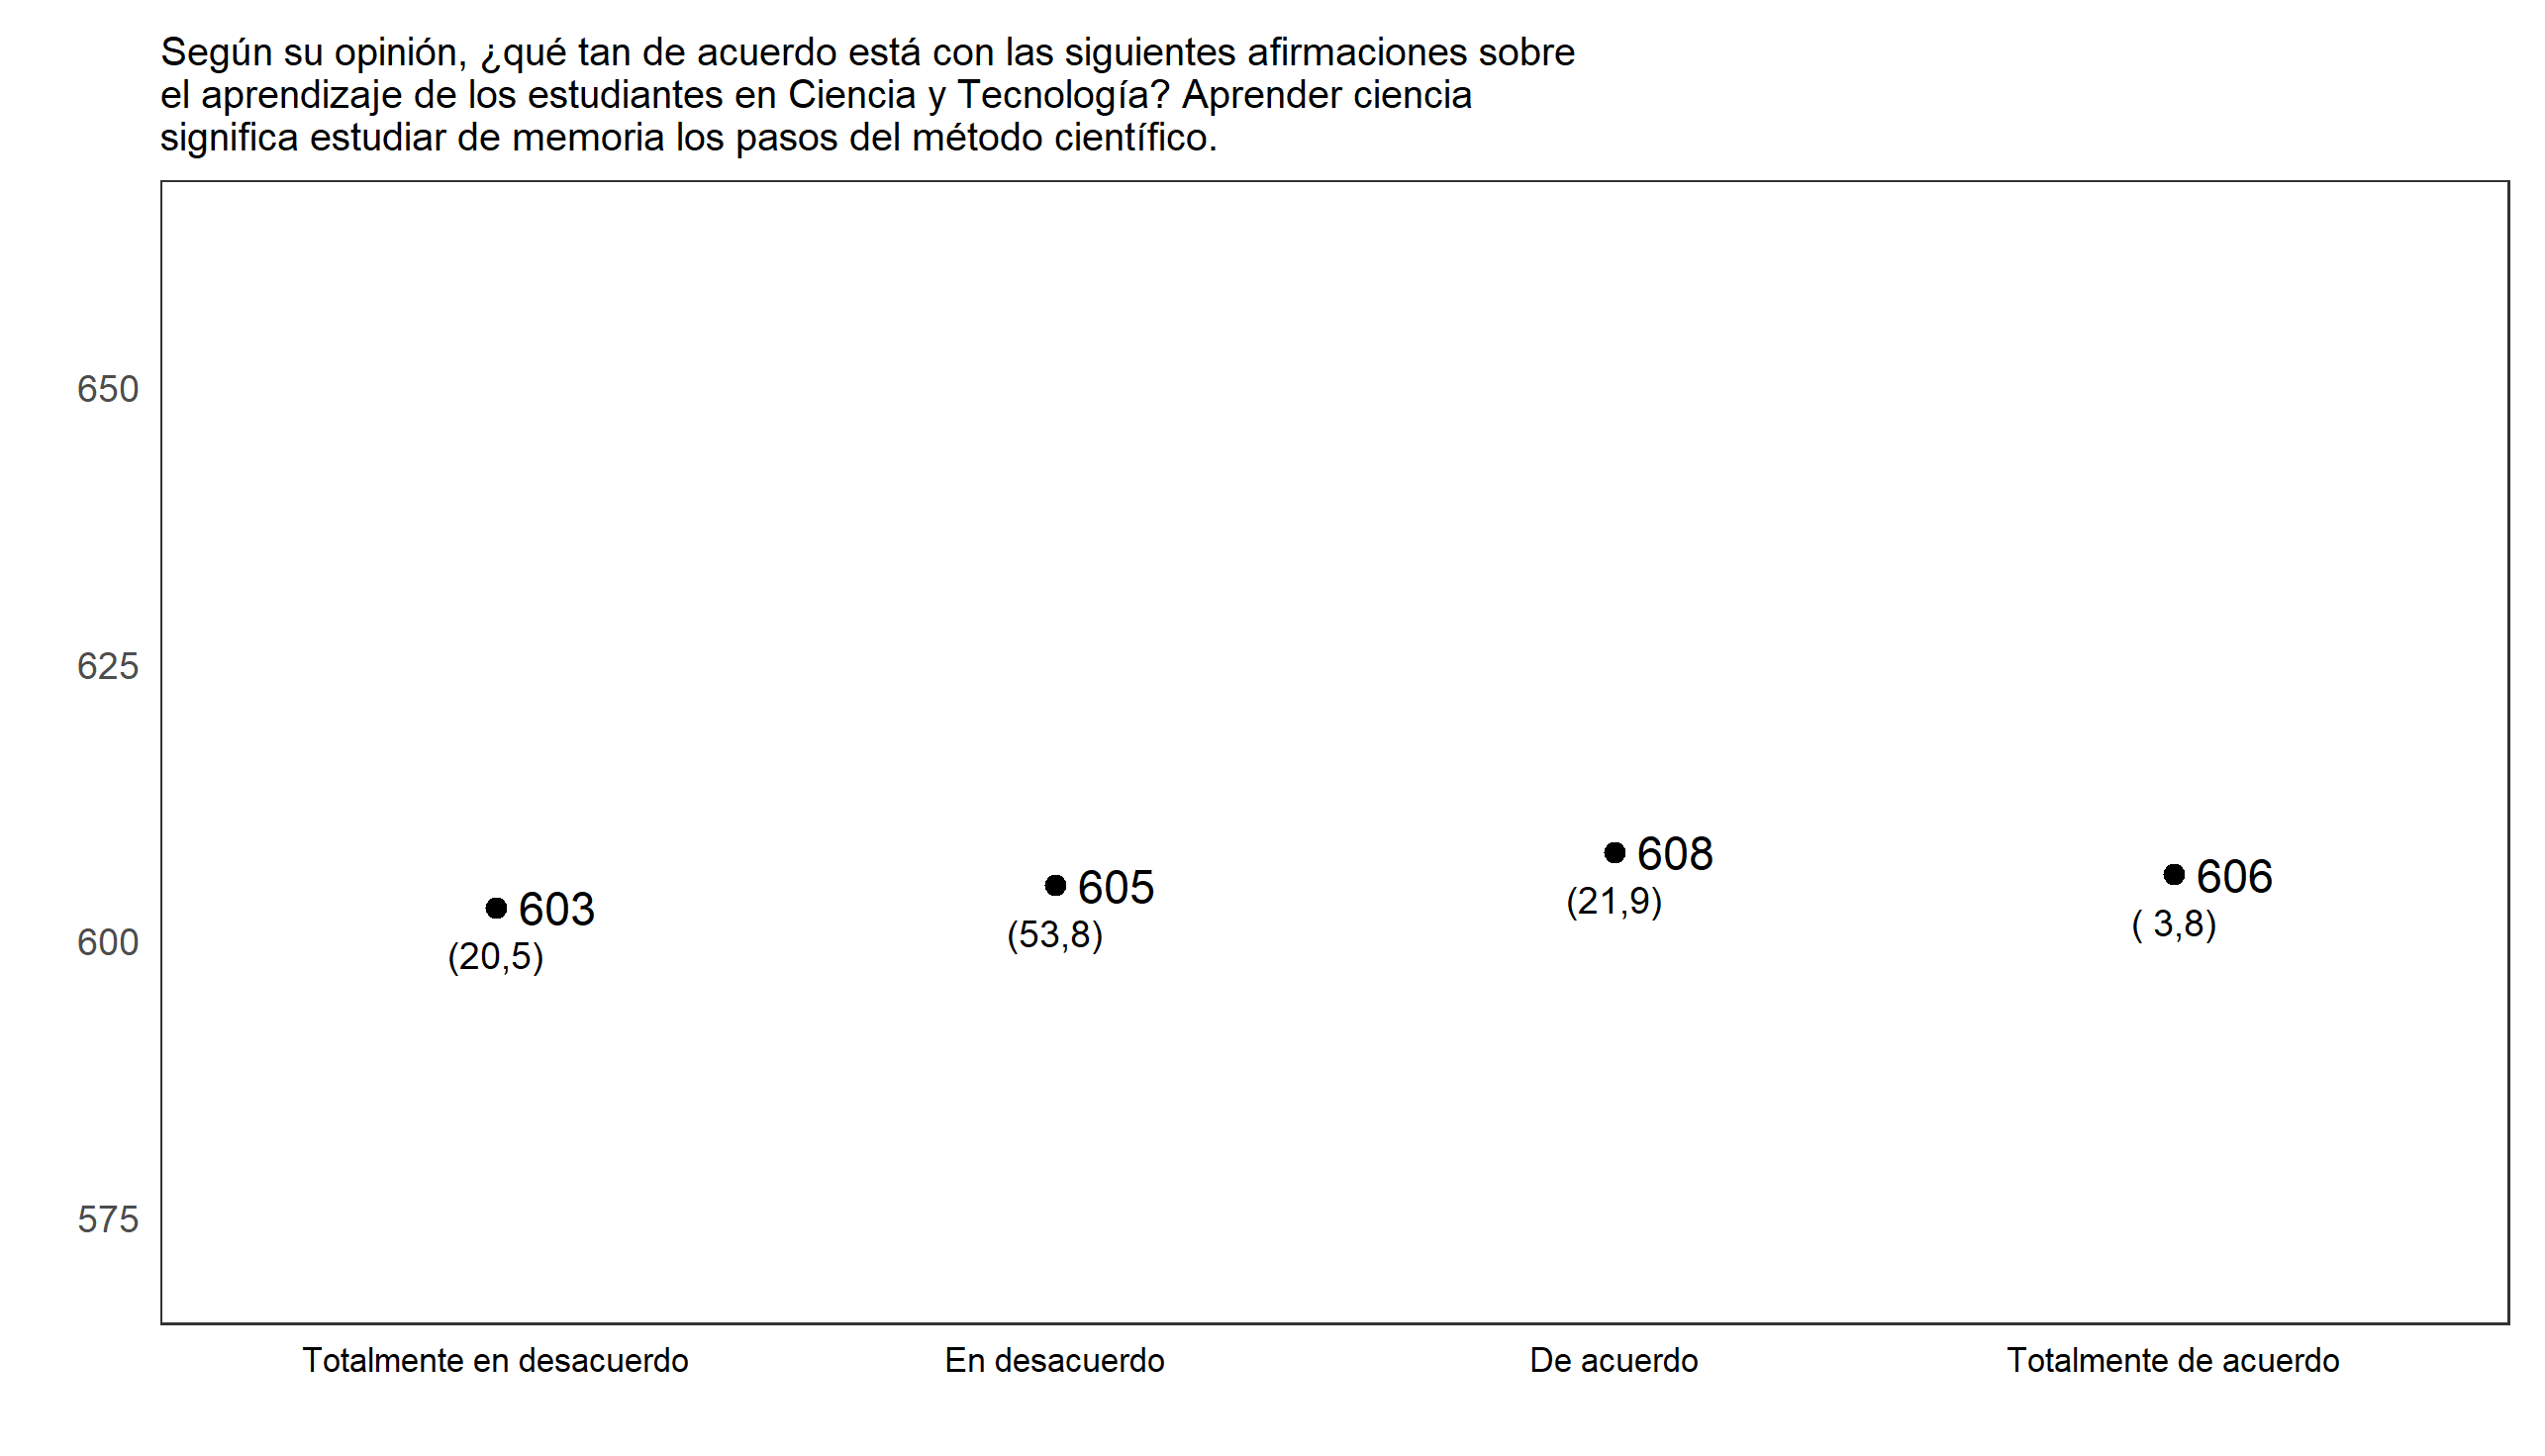 Según su opinión, ¿qué tan de acuerdo está con las siguientes afirmaciones sobre
el aprendizaje de los estudiantes en Ciencia y Tecnología? Aprender ciencia
significa estudiar de memoria los pasos del método científico.
650
625
600
575
603
(20,5)
605
(53,8)
608
(21,9)
606
( 3,8)
Totalmente en desacuerdo
En desacuerdo
De acuerdo
Totalmente de acuerdo